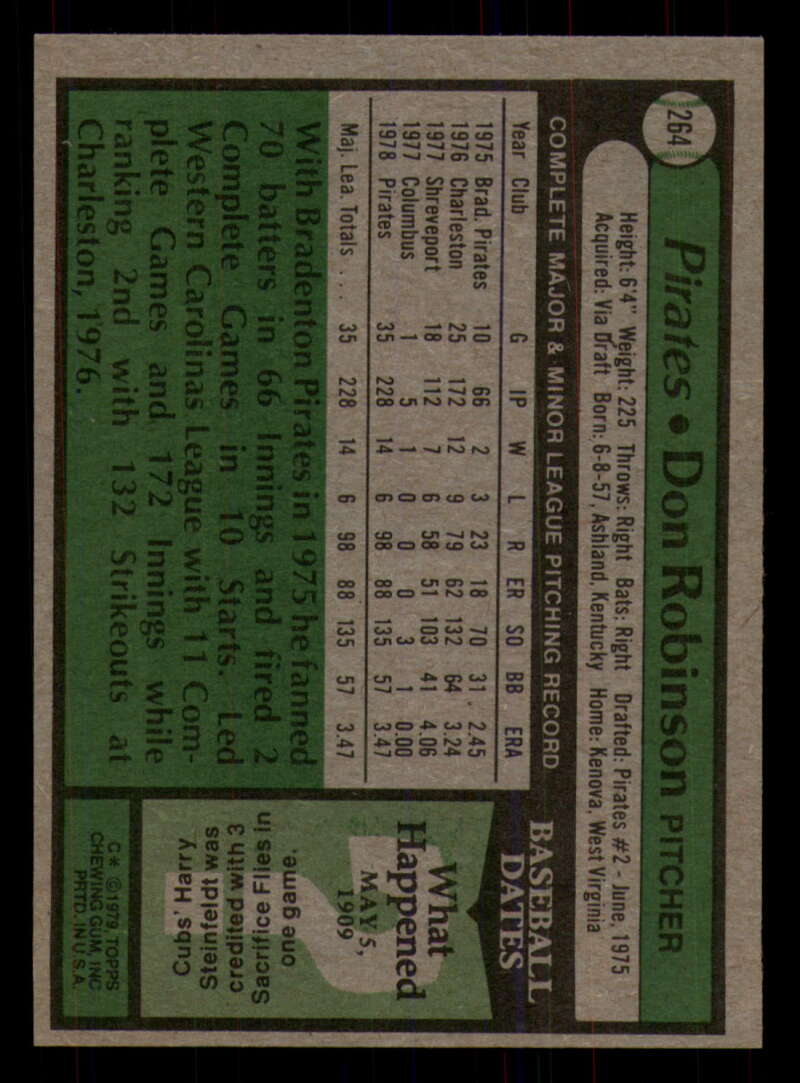 264
Pirates • Don Robinson PITCHER
Height: 6'4" Weight: 225 Throws: Right Bats: Right Drafted: Pirates #2 - June, 1975
Acquired: Via Draft Born: 6-8-57, Ashland, Kentucky Home: Kenova, West Virginia
COMPLETE MAJOR & MINOR LEAGUE PITCHING RECORD
Year Club G IP W L R ER SO BB ERA
1975 Brad. Pirates 10 66 2 3 23 18 70 31 2.45
1976 Charleston 25 172 12 9 79 62 132 64 3.24
1977 Shreveport 18 112 7 6 58 51 103 41 4.06
1977 Columbus 1 5 1 0 0 0 3 1 0.00
1978 Pirates 35 228 14 6 98 88 135 57 3.47
Maj. Lea. Totals . . . 35 228 14 6 98 88 135 57 3.47
With Bradenton Pirates in 1975 he fanned
70 batters in 66 Innings and fired 2
Complete Games in 10 Starts. Led
Western Carolinas League with 11 Com-
plete Games and 172 Innings while
ranking 2nd with 132 Strikeouts at
Charleston, 1976.
BASEBALL
DATES
What
Happened
MAY 5,
1909
?
Cubs' Harry
Steinfeldt was
credited with 3
Sacrifice Flies in
one game.
C* ©1979, TOPPS
CHEWING GUM, INC
PRTD. IN U.S.A.